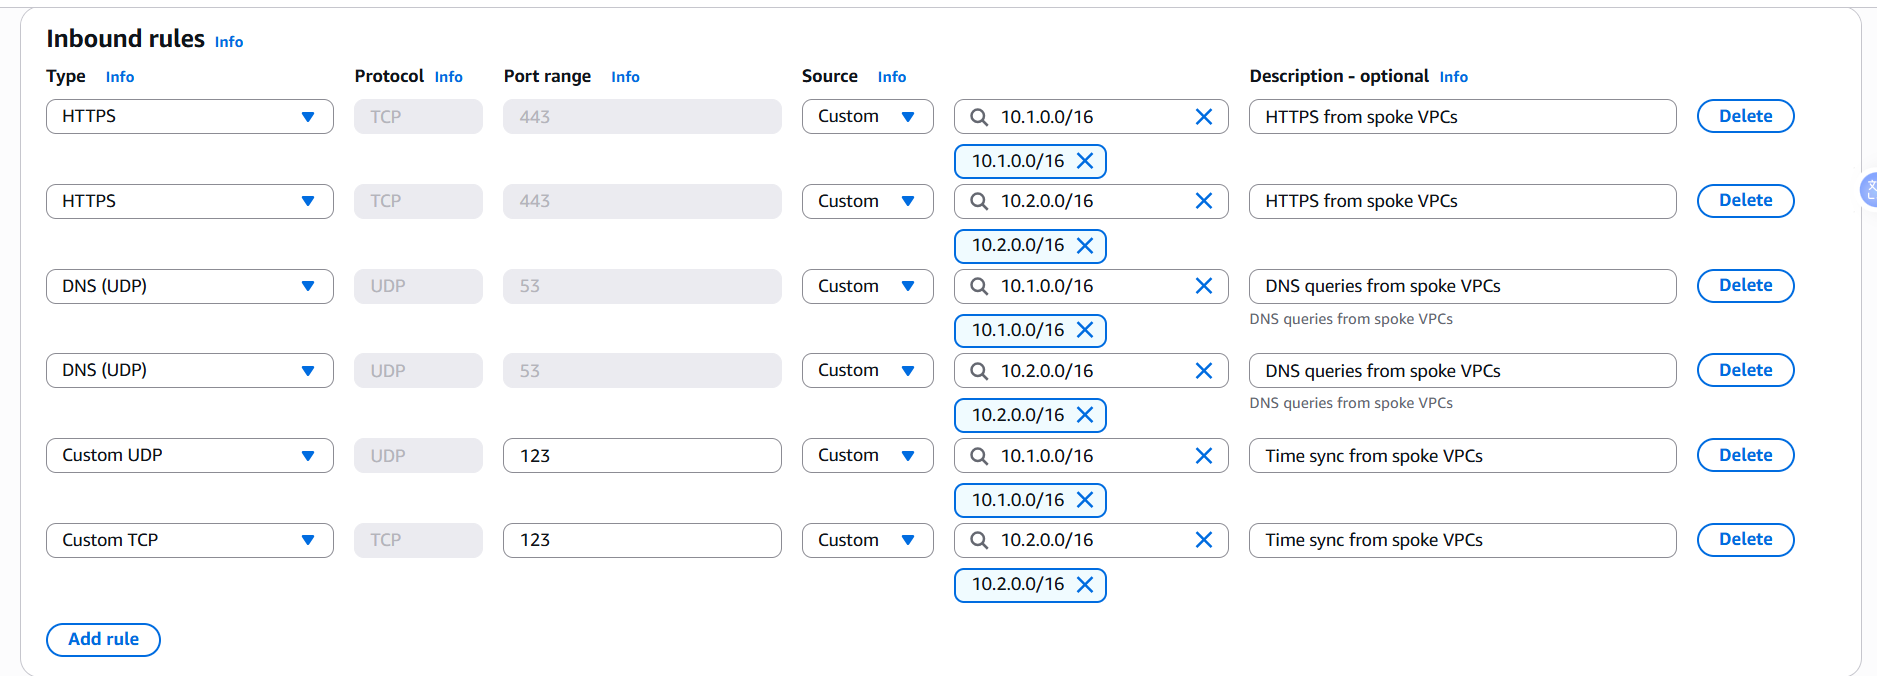 Inbound rules Info
Type Info Protocol Info Port range Info Source Info Description - optional Info
HTTPS TCP 443 Custom 10.1.0.0/16 HTTPS from spoke VPCs Delete
10.1.0.0/16
HTTPS TCP 443 Custom 10.2.0.0/16 HTTPS from spoke VPCs Delete
10.2.0.0/16
DNS (UDP) UDP 53 Custom 10.1.0.0/16 DNS queries from spoke VPCs Delete
10.1.0.0/16 DNS queries from spoke VPCs
DNS (UDP) UDP 53 Custom 10.2.0.0/16 DNS queries from spoke VPCs Delete
10.2.0.0/16 DNS queries from spoke VPCs
Custom UDP UDP 123 Custom 10.1.0.0/16 Time sync from spoke VPCs Delete
10.1.0.0/16
Custom TCP TCP 123 Custom 10.2.0.0/16 Time sync from spoke VPCs Delete
10.2.0.0/16
Add rule